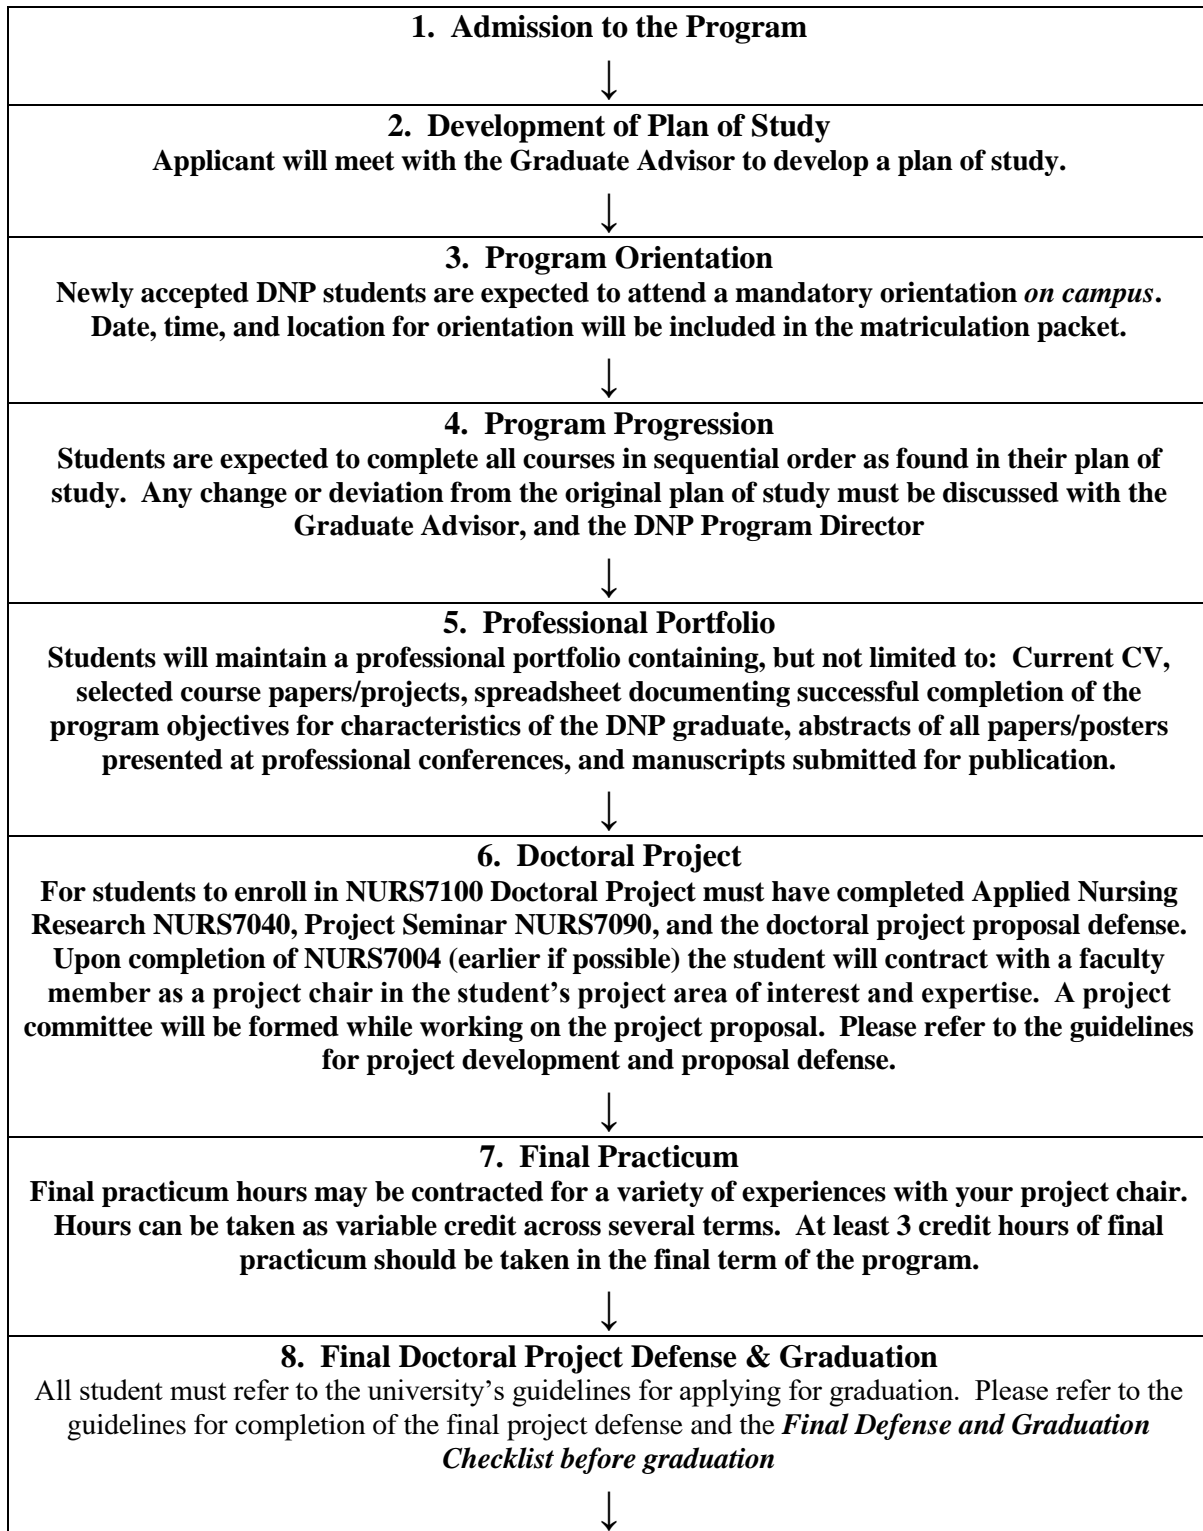 1.  Admission to the Program
↓
2.  Development of Plan of Study
Applicant will meet with the Graduate Advisor to develop a plan of study.
↓
3.  Program Orientation
Newly accepted DNP students are expected to attend a mandatory orientation on campus.
Date, time, and location for orientation will be included in the matriculation packet.
↓
4.  Program Progression
Students are expected to complete all courses in sequential order as found in their plan of
study.  Any change or deviation from the original plan of study must be discussed with the
Graduate Advisor, and the DNP Program Director
↓
5.  Professional Portfolio
Students will maintain a professional portfolio containing, but not limited to:  Current CV,
selected course papers/projects, spreadsheet documenting successful completion of the
program objectives for characteristics of the DNP graduate, abstracts of all papers/posters
presented at professional conferences, and manuscripts submitted for publication.
↓
6.  Doctoral Project
For students to enroll in NURS7100 Doctoral Project must have completed Applied Nursing
Research NURS7040, Project Seminar NURS7090, and the doctoral project proposal defense.
Upon completion of NURS7004 (earlier if possible) the student will contract with a faculty
member as a project chair in the student’s project area of interest and expertise.  A project
committee will be formed while working on the project proposal.  Please refer to the guidelines
for project development and proposal defense.
↓
7.  Final Practicum
Final practicum hours may be contracted for a variety of experiences with your project chair.
Hours can be taken as variable credit across several terms.  At least 3 credit hours of final
practicum should be taken in the final term of the program.
↓
8.  Final Doctoral Project Defense & Graduation
All student must refer to the university’s guidelines for applying for graduation.  Please refer to the
guidelines for completion of the final project defense and the Final Defense and Graduation
Checklist before graduation
↓